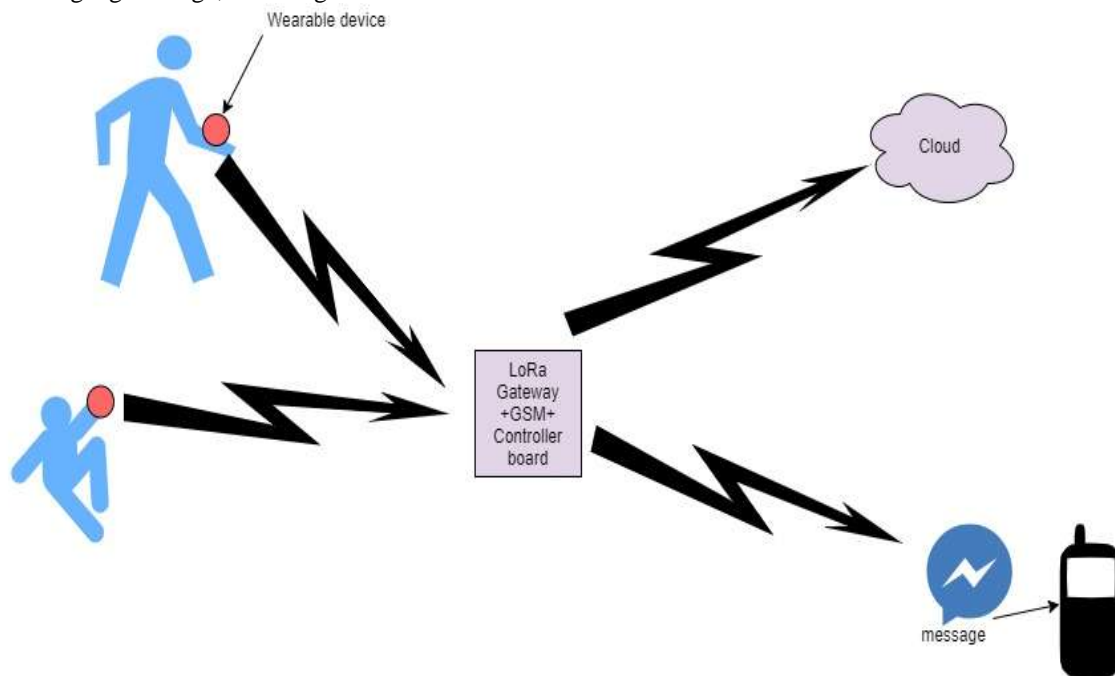 Wearable device
Cloud
LoRa
Gateway
+GSM+
Controller
board
message